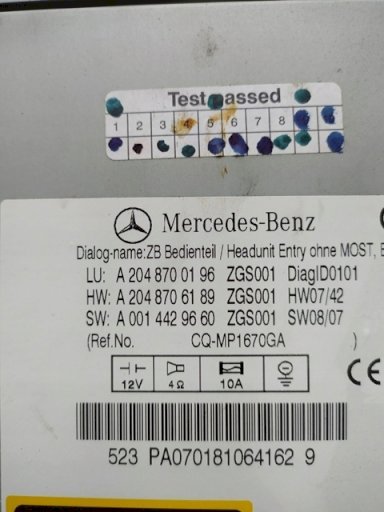 Test passed
1 2 3 4 5 6 7 8
Mercedes-Benz
Dialog-name:ZB Bedienteil / Headunit Entry ohne MOST,
LU: A 204 870 01 96 ZGS001 DiagID0101
HW: A 204 870 61 89 ZGS001 HW07/42
SW: A 001 442 96 60 ZGS001 SW08/07
(Ref.No. CQ-MP1670GA )
12V 4Ω 10A
CE
523 PA070181064162 9